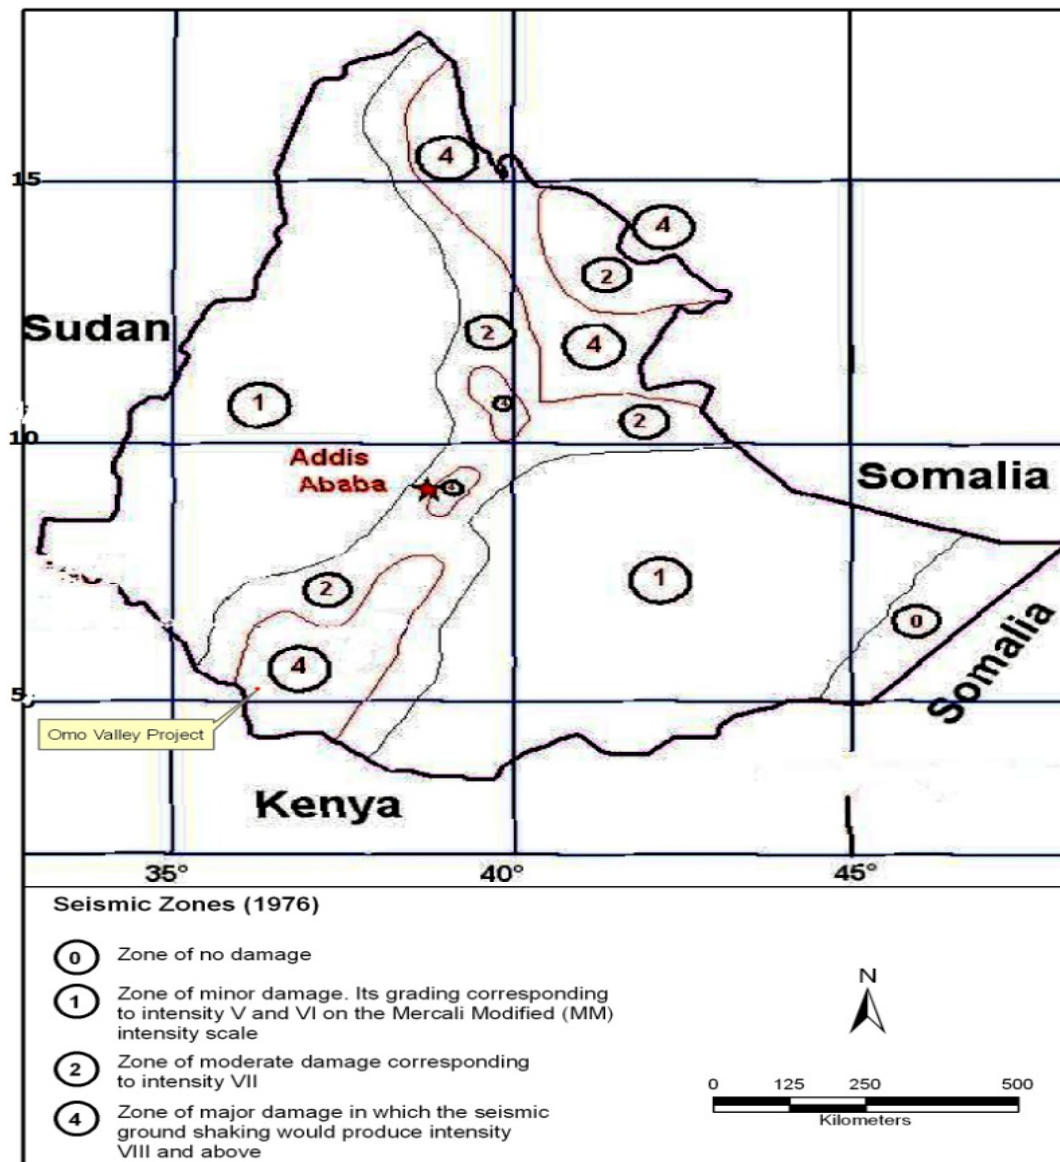 4
15
4
2
Sudan
2
4
1
2
10
Addis
Ababa
Somalia
1
2
0
4
5
Somalia
Omo Valley Project
Kenya
35°
40°
45°
Seismic Zones (1976)
0 Zone of no damage
1 Zone of minor damage. Its grading corresponding
to intensity V and VI on the Mercali Modified (MM)
intensity scale
2 Zone of moderate damage corresponding
to intensity VII
4 Zone of major damage in which the seismic
ground shaking would produce intensity
VIII and above
N
0 125 250 500
Kilometers